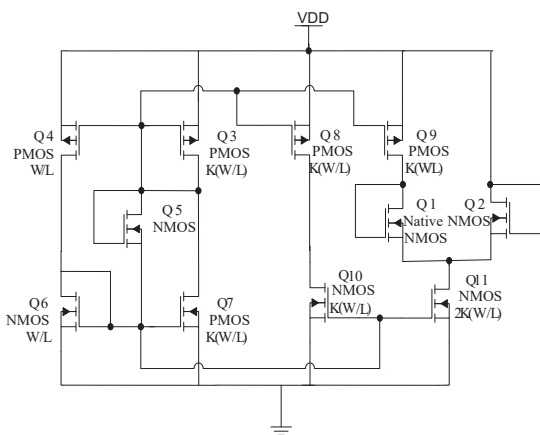 VDD
Q4
PMOS
W/L
Q3
PMOS
K(W/L)
Q8
PMOS
K(W/L)
Q9
PMOS
K(WL)
Q5
NMOS
Q1
Native
NMOS
Q2
NMOS
Q6
NMOS
W/L
Q7
PMOS
K(W/L)
Q10
NMOS
K(W/L)
Q11
NMOS
2K(W/L)